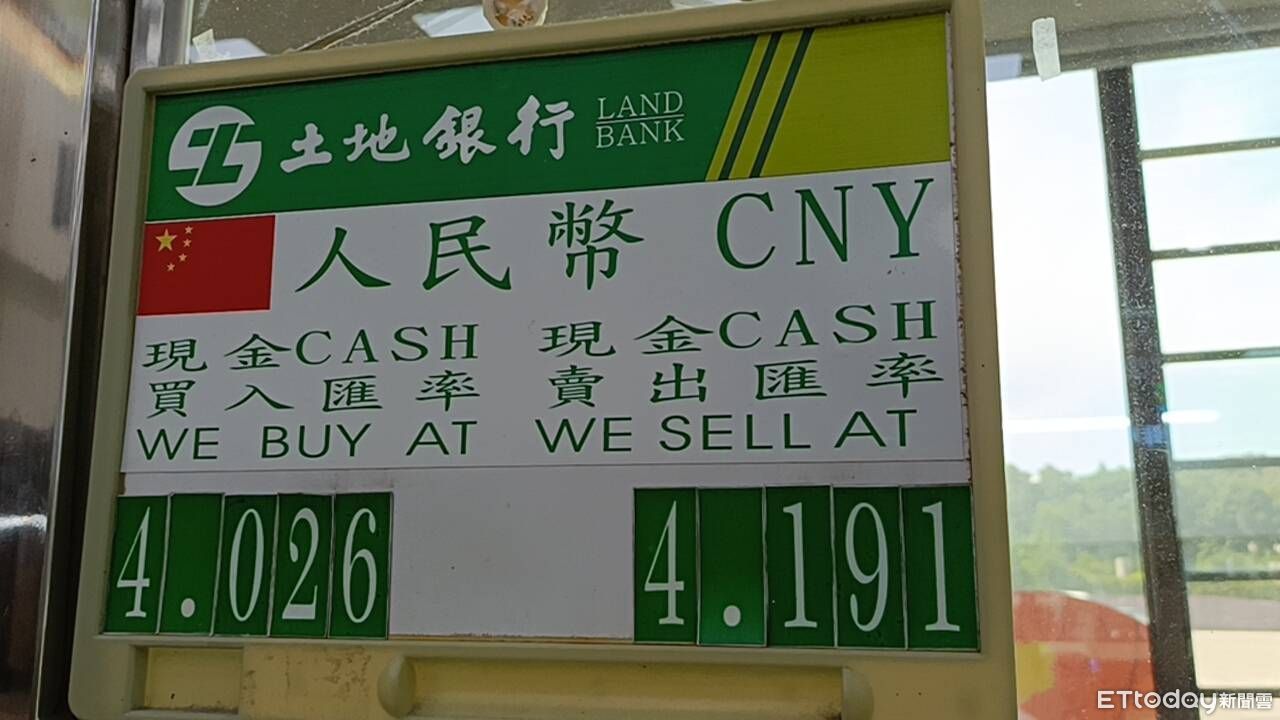 土地銀行 LAND BANK
人民幣 CNY
現金CASH 現金CASH
買入匯率 賣出匯率
WE BUY AT WE SELL AT
4.026 4.191
ETtoday新聞雲